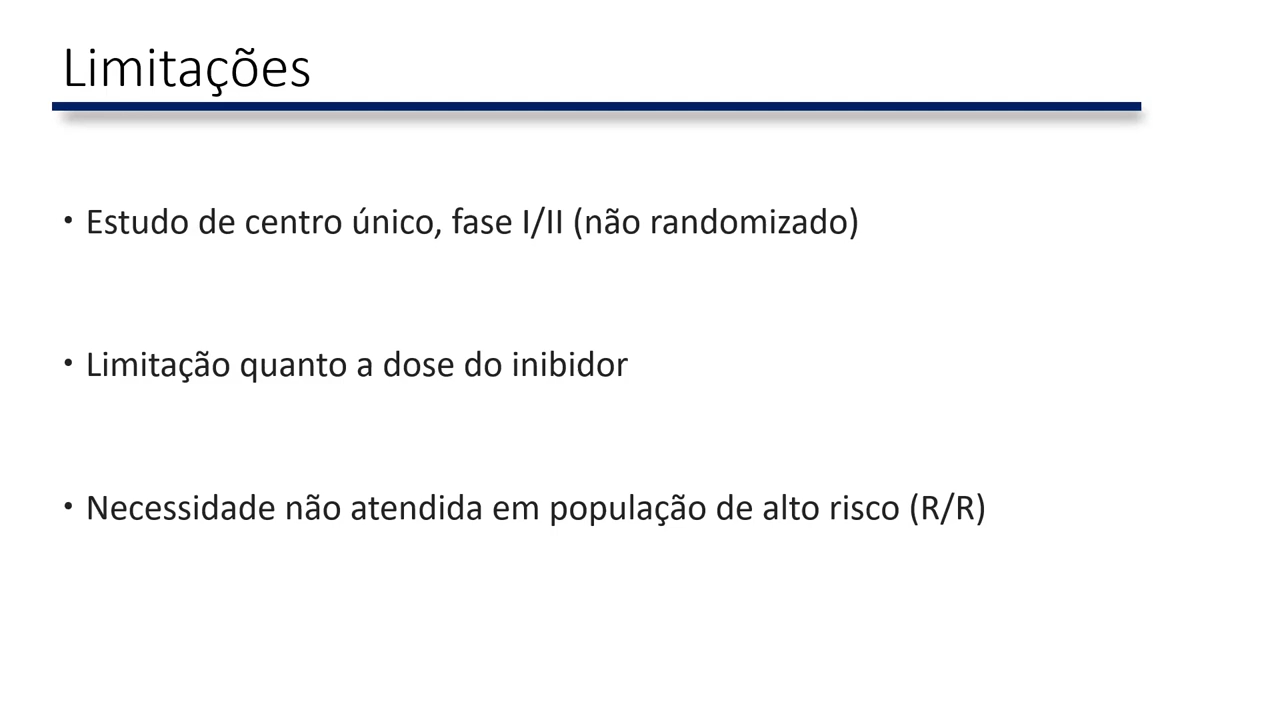 Limitações
• Estudo de centro único, fase I/II (não randomizado)
• Limitação quanto a dose do inibidor
• Necessidade não atendida em população de alto risco (R/R)